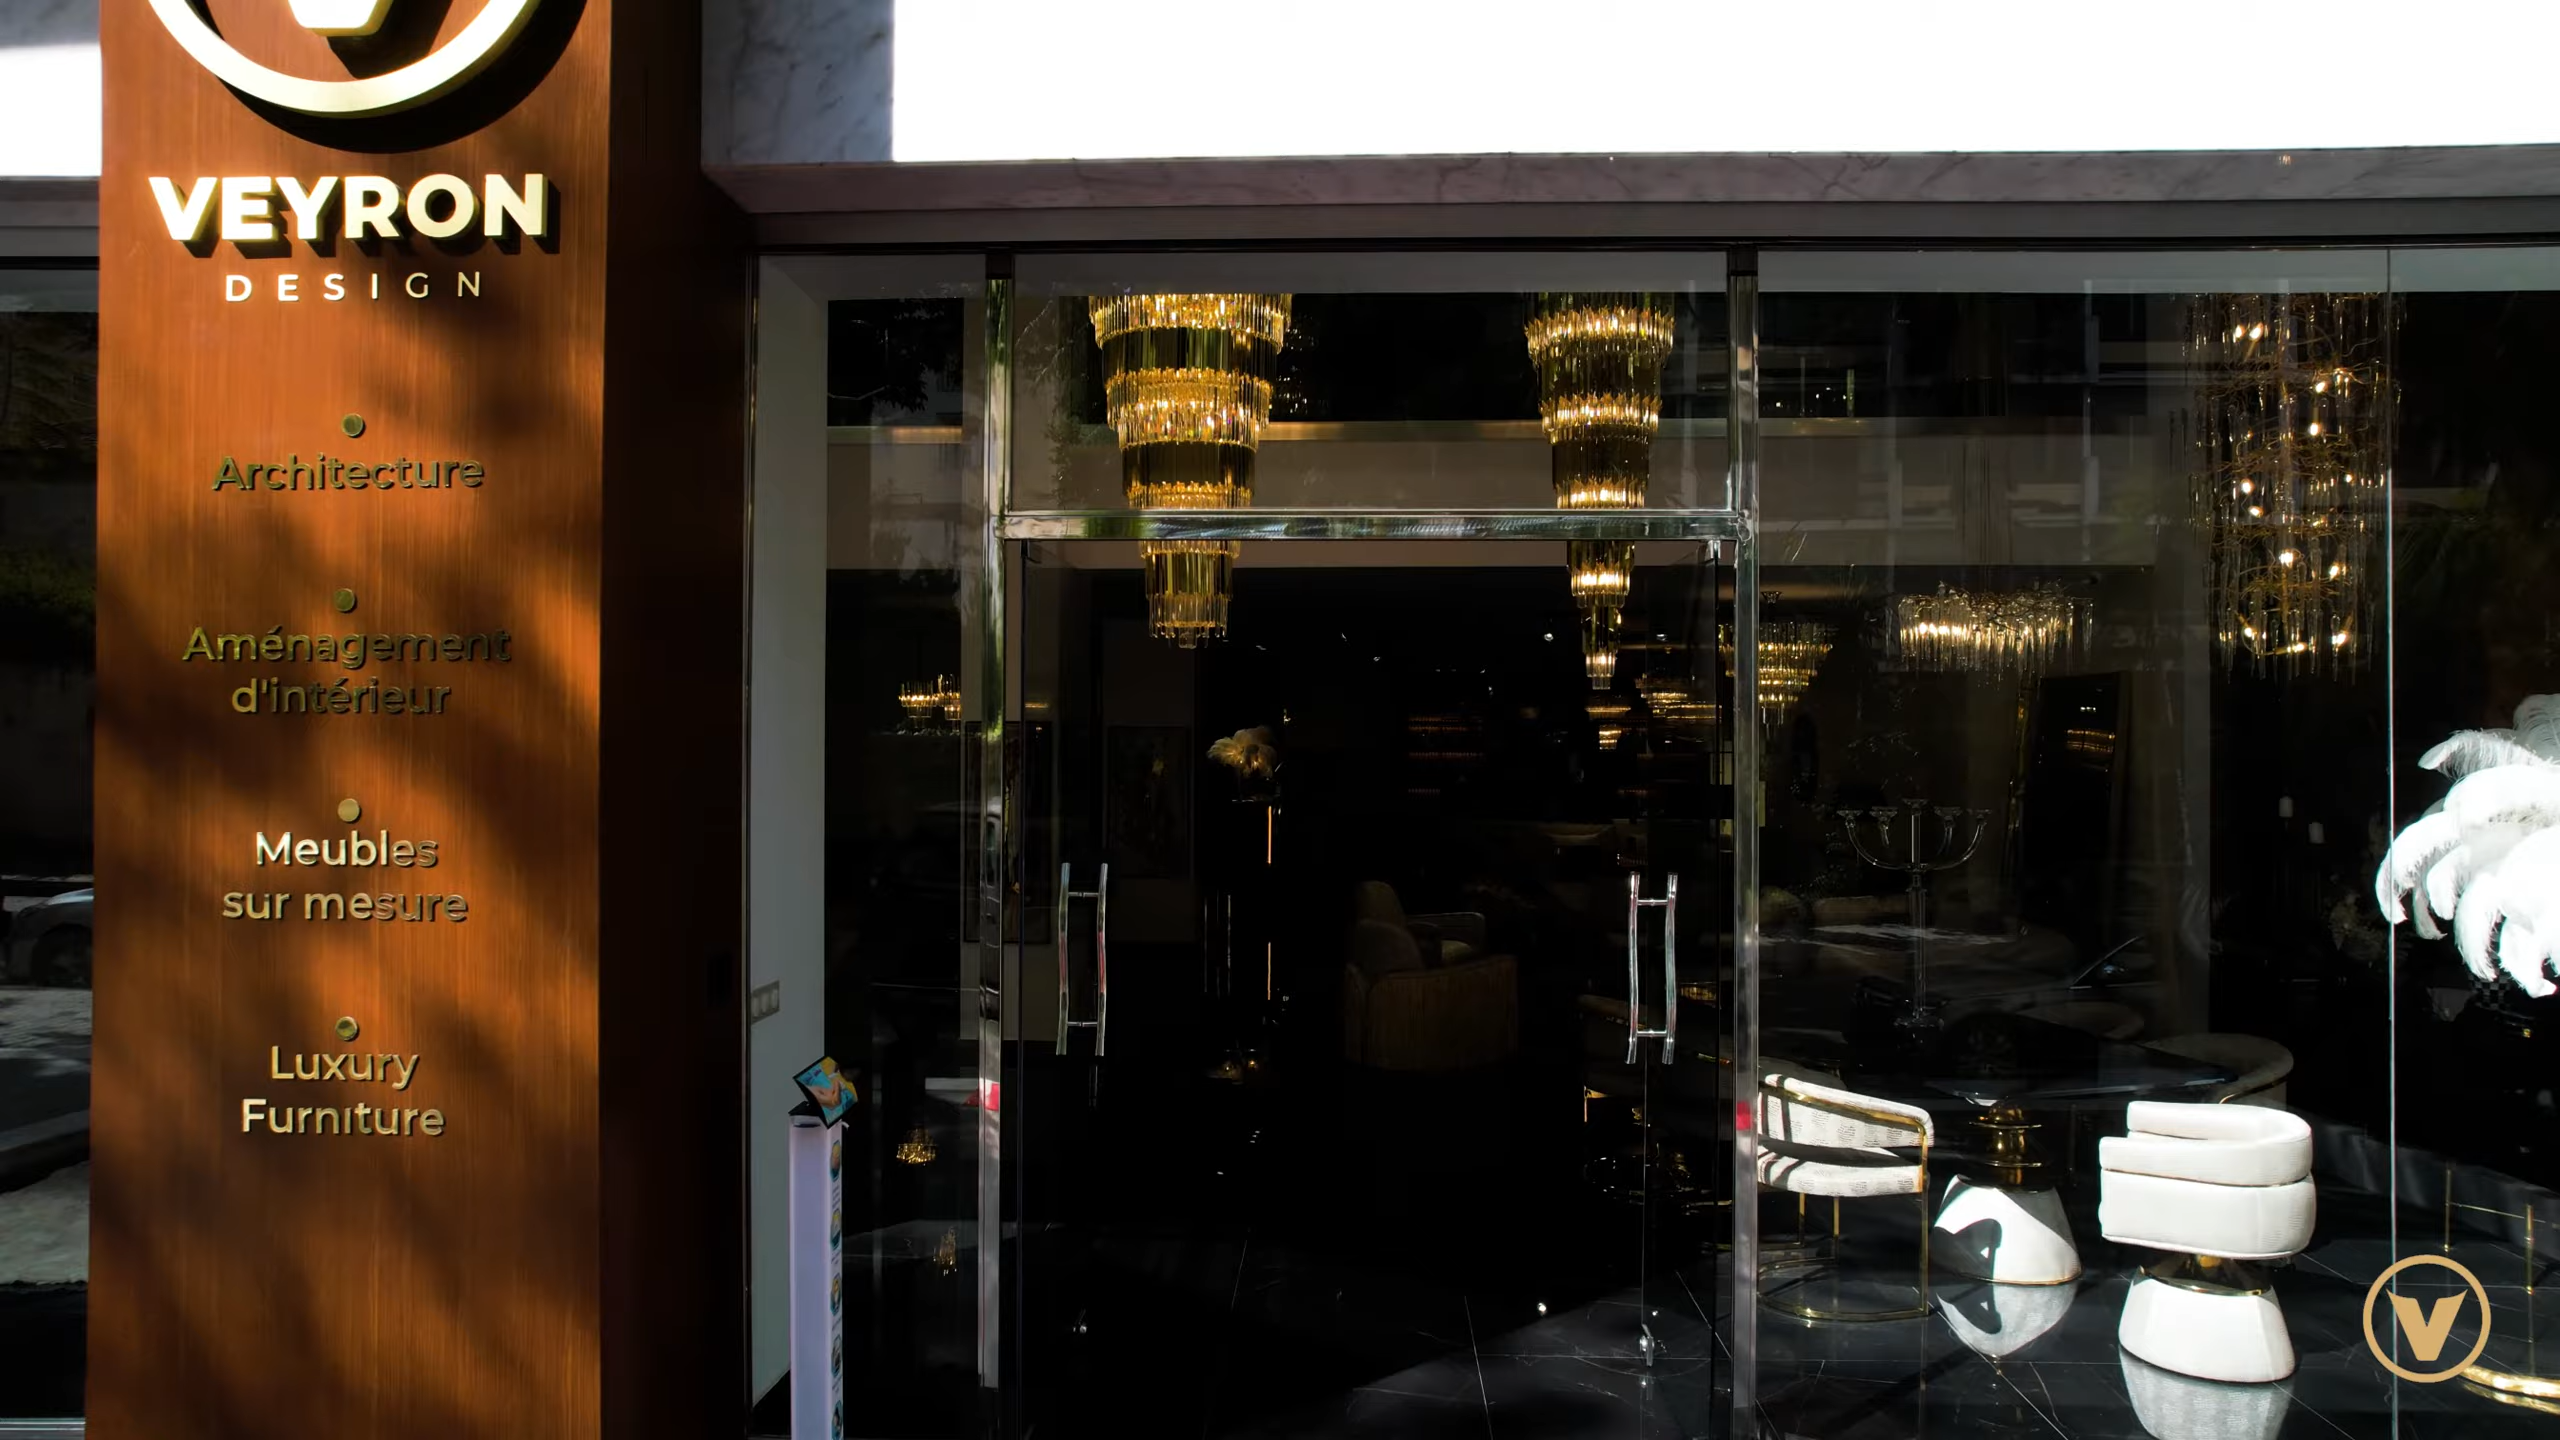 VEYRON
DESIGN
Architecture
Aménagement
d'intérieur
Meubles
sur mesure
Luxury
Furniture
V